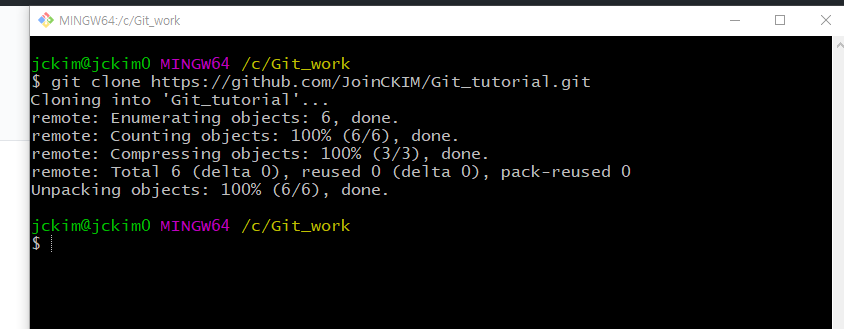 MINGW64:/c/Git_work
jckim@jckim0 MINGW64 /c/Git_work
$ git clone https://github.com/JoinCKIM/Git_tutorial.git
Cloning into 'Git_tutorial'...
remote: Enumerating objects: 6, done.
remote: Counting objects: 100% (6/6), done.
remote: Compressing objects: 100% (3/3), done.
remote: Total 6 (delta 0), reused 0 (delta 0), pack-reused 0
Unpacking objects: 100% (6/6), done.
jckim@jckim0 MINGW64 /c/Git_work
$